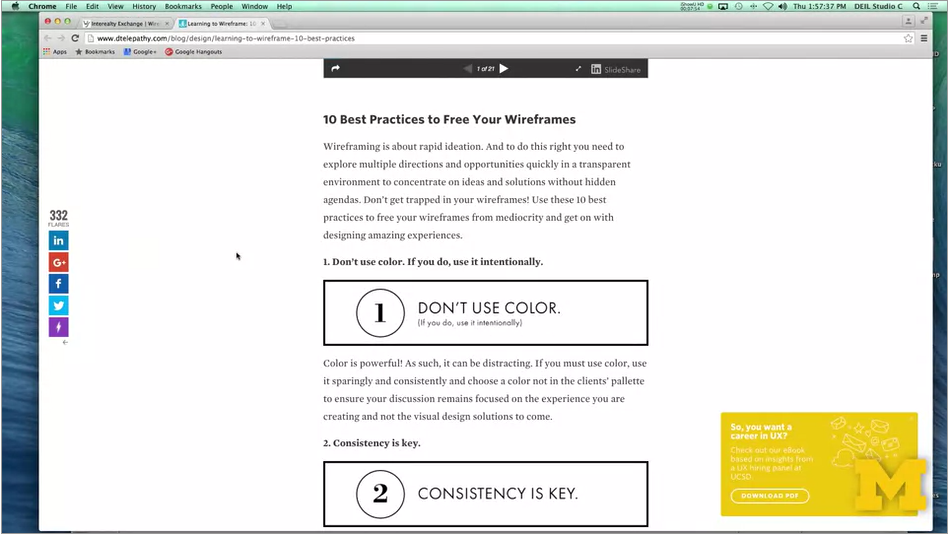 Chrome File Edit View History Bookmarks People Window Help
Thu 1:57:37 PM DEIL Studio C
Interealty Exchange | Wire
Learning to Wireframe: 10
www.dtelepathy.com/blog/design/learning-to-wireframe-10-best-practices
Apps Bookmarks Google+ Google Hangouts
1 of 21
in SlideShare
10 Best Practices to Free Your Wireframes
Wireframing is about rapid ideation. And to do this right you need to
explore multiple directions and opportunities quickly in a transparent
environment to concentrate on ideas and solutions without hidden
agendas. Don't get trapped in your wireframes! Use these 10 best
practices to free your wireframes from mediocrity and get on with
designing amazing experiences.
332
FLARES
in
G+
f
1. Don't use color. If you do, use it intentionally.
1 DON'T USE COLOR.
(If you do, use it intentionally)
Color is powerful! As such, it can be distracting. If you must use color, use
it sparingly and consistently and choose a color not in the clients' pallette
to ensure your discussion remains focused on the experience you are
creating and not the visual design solutions to come.
2. Consistency is key.
2 CONSISTENCY IS KEY.
So, you want a
career in UX?
Check out our eBook
based on insights from
a UX hiring panel at
UCSD.
DOWNLOAD PDF
M